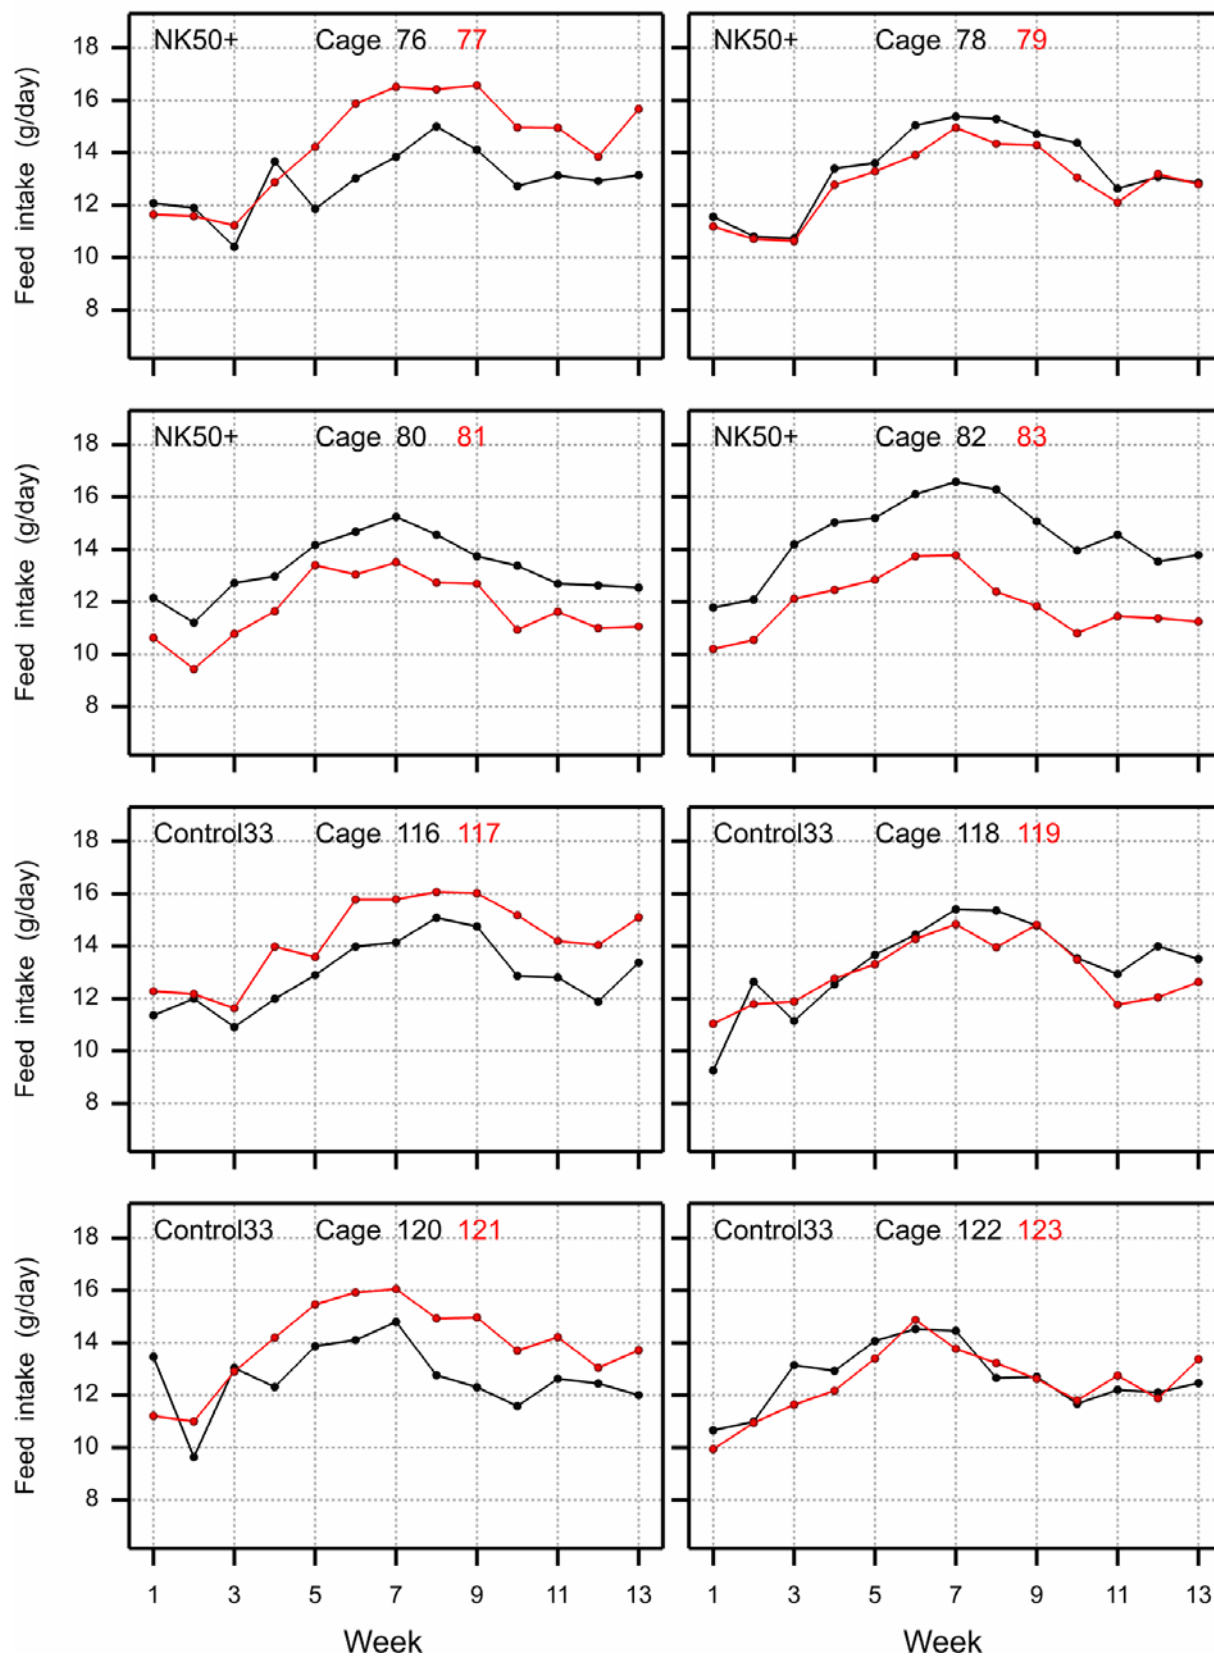 NK50+ Cage 76 77
NK50+ Cage 78 79
18
16
14
12
10
8
Feed intake (g/day)
NK50+ Cage 80 81
NK50+ Cage 82 83
18
16
14
12
10
8
Feed intake (g/day)
Control33 Cage 116 117
Control33 Cage 118 119
18
16
14
12
10
8
Feed intake (g/day)
Control33 Cage 120 121
Control33 Cage 122 123
18
16
14
12
10
8
Feed intake (g/day)
1 3 5 7 9 11 13
1 3 5 7 9 11 13
Week
Week